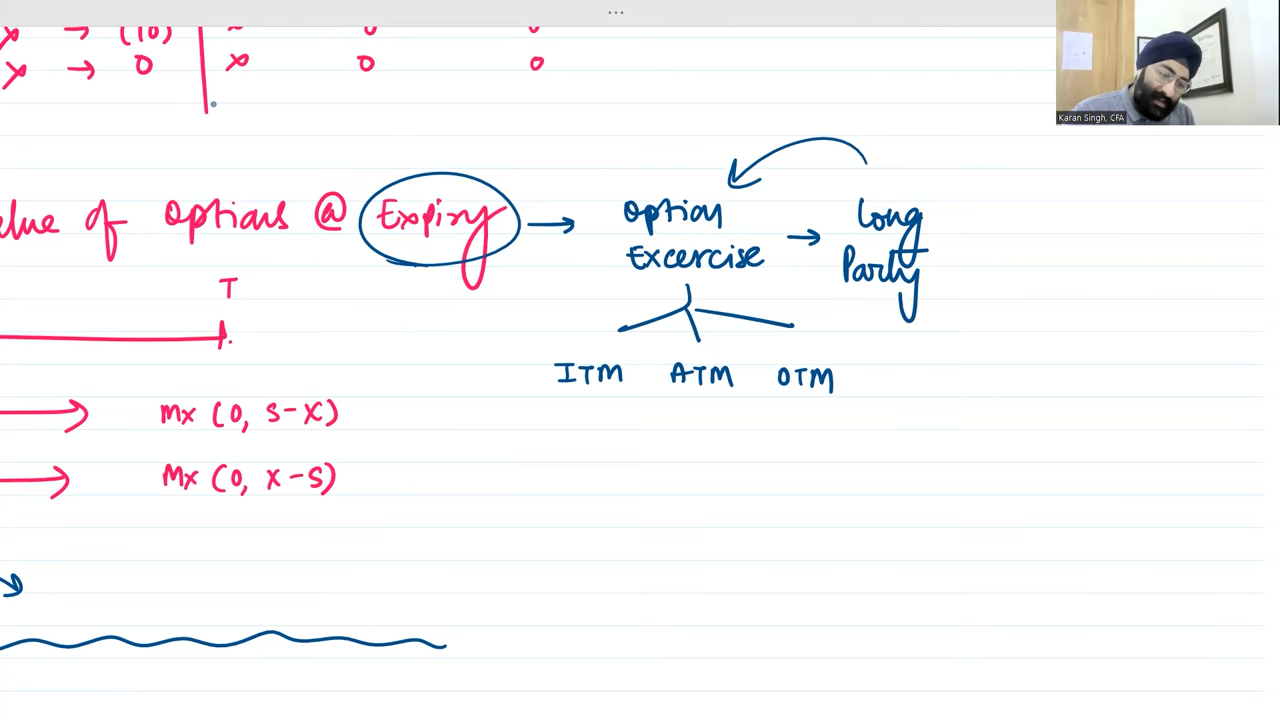 x → (10)
x → 0 x 0 0
Karan Singh, CFA
alue of Options @ Expiry → Option Excercise → Long Party
T
ITM ATM OTM
Mx (0, S-X)
Mx (0, X-S)